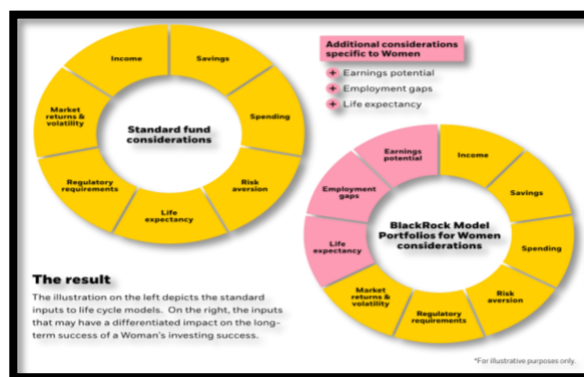 Income
Savings
Spending
Risk
aversion
Life
expectancy
Regulatory
requirements
Market
returns &
volatility
Standard fund
considerations
Additional considerations
specific to Women
+ Earnings potential
+ Employment gaps
+ Life expectancy
Earnings
potential
Income
Savings
Spending
Risk
aversion
Regulatory
requirements
Market
returns &
volatility
Life
expectancy
Employment
gaps
BlackRock Model
Portfolios for Women
considerations
The result
The illustration on the left depicts the standard
inputs to life cycle models. On the right, the inputs
that may have a differentiated impact on the long-
term success of a Woman's investing success.
*For illustrative purposes only.